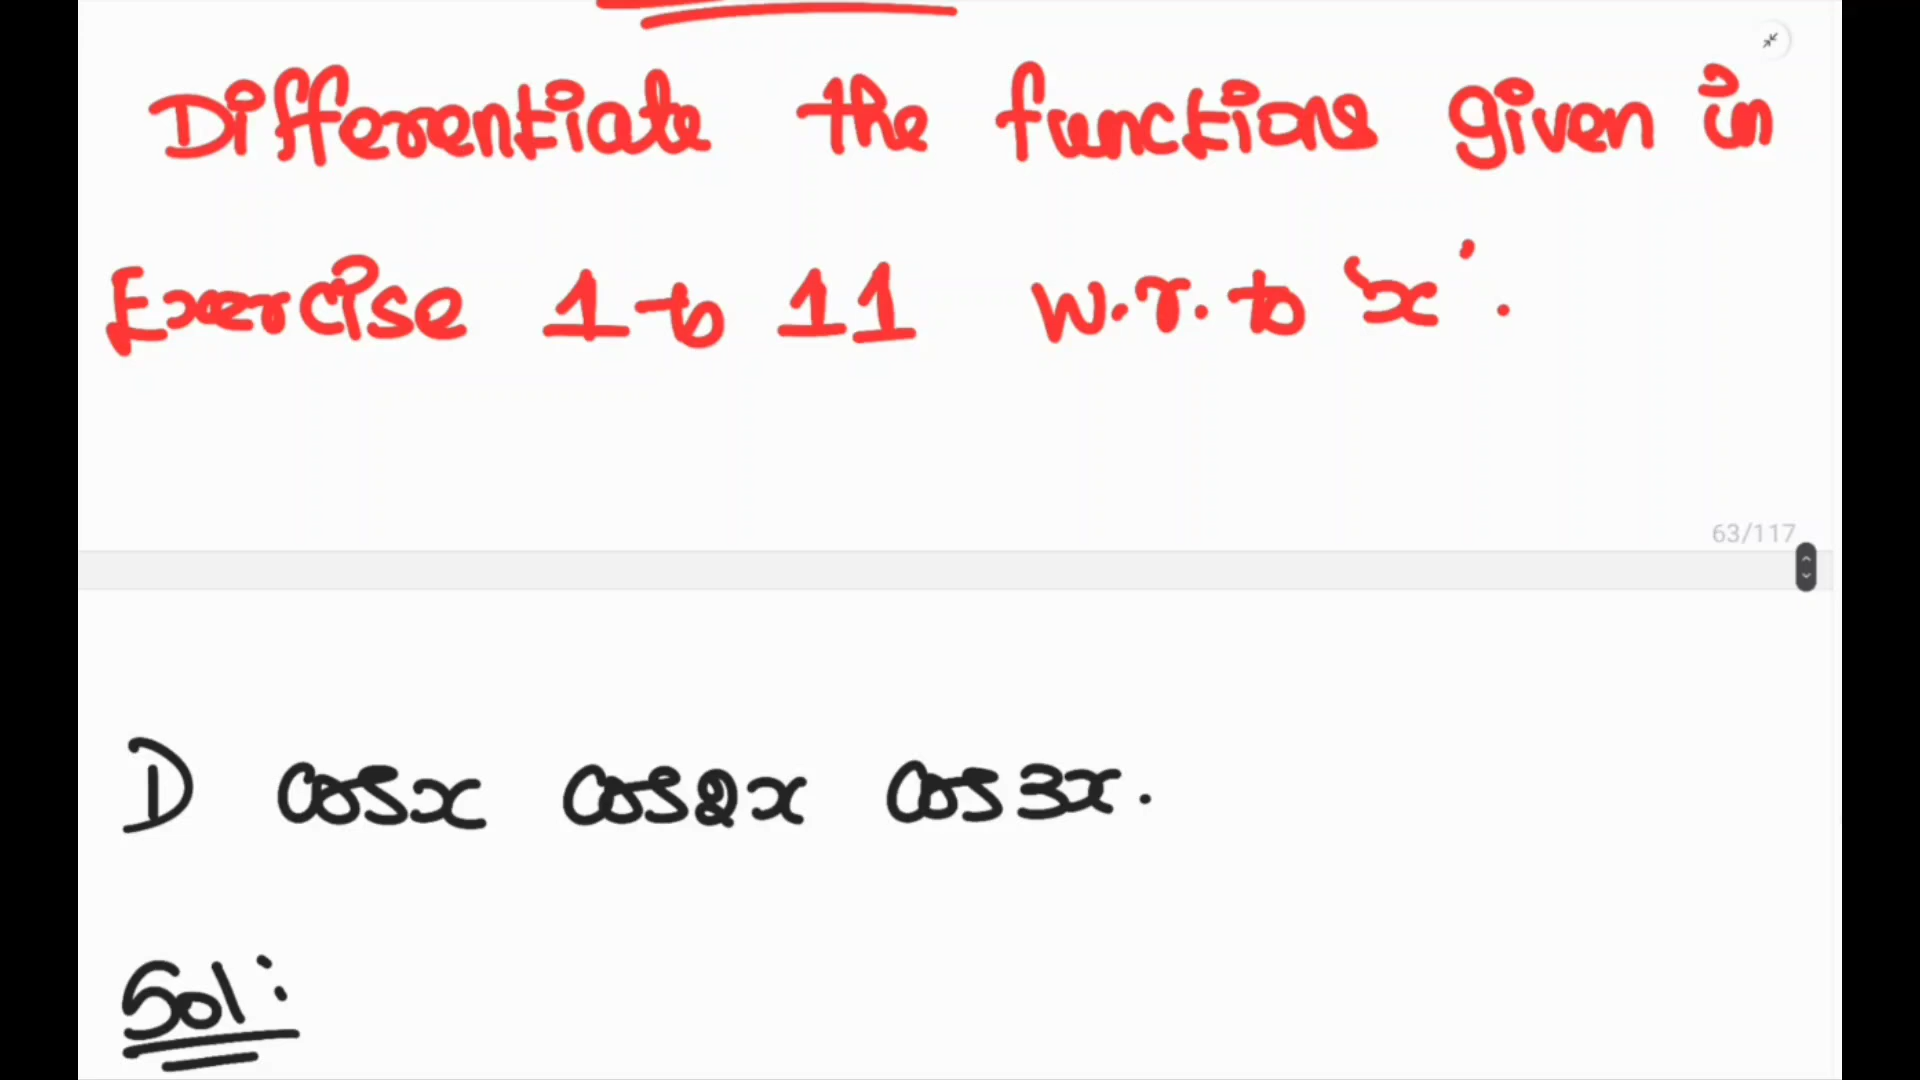 Differentiate the functions given in
Exercise 1 to 11 w.r. to 'x'.
63/117
1) cosx cos2x cos3x.
Sol: